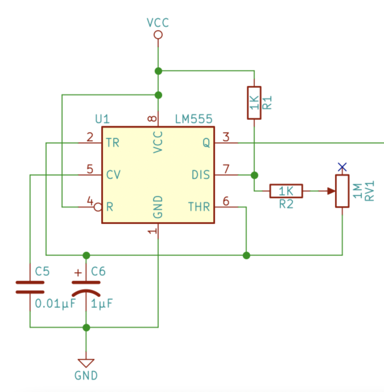 VCC
U1
LM555
8
VCC
1K
R1
2
TR
Q
3
5
CV
DIS
7
4
R
THR
6
GND
1
1K
R2
1M
RV1
C5
0.01µF
+
C6
1µF
GND